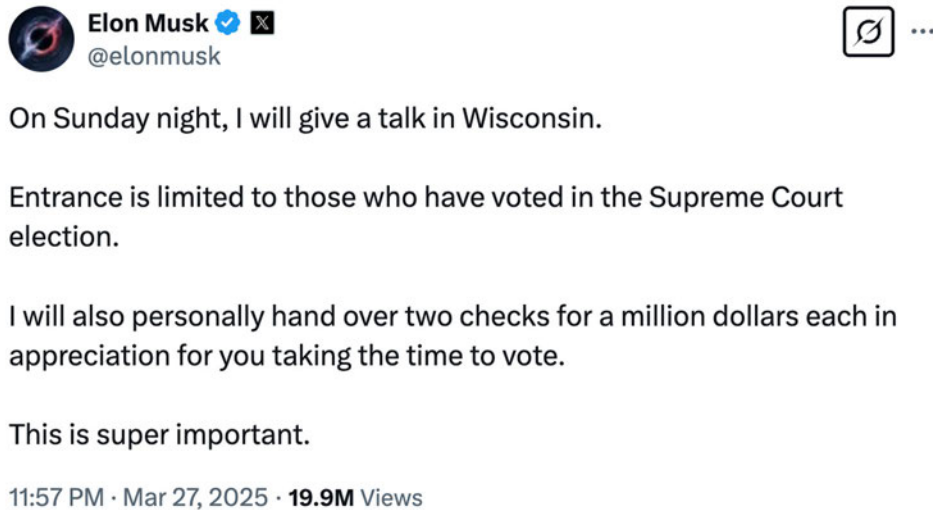 Elon Musk
@elonmusk
On Sunday night, I will give a talk in Wisconsin.
Entrance is limited to those who have voted in the Supreme Court
election.
I will also personally hand over two checks for a million dollars each in
appreciation for you taking the time to vote.
This is super important.
11:57 PM · Mar 27, 2025 · 19.9M Views